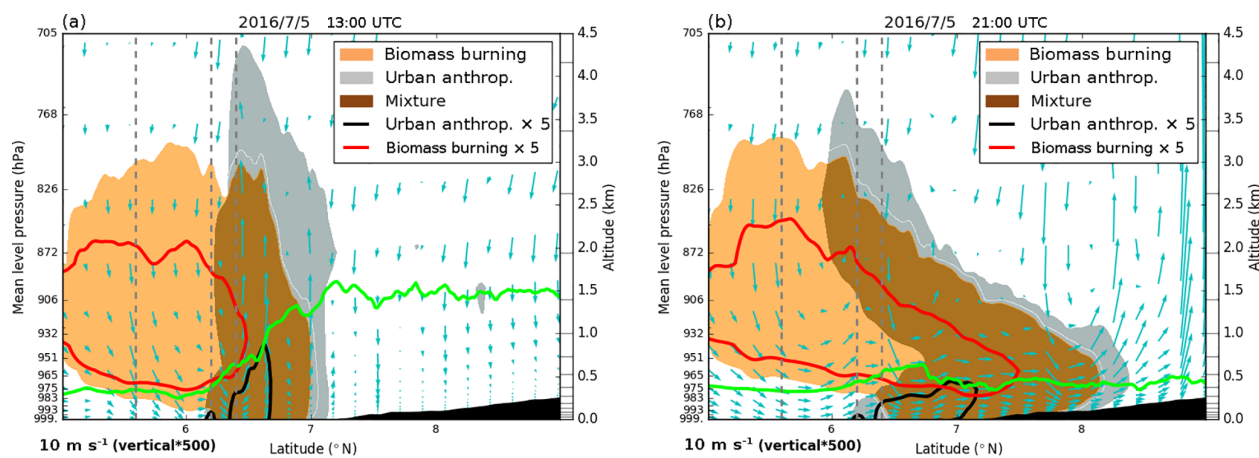 (a) 2016/7/5 13:00 UTC
705
768
826
872
906
932
951
965
975
983
993
999.
Mean level pressure (hPa)
Biomass burning
Urban anthrop.
Mixture
Urban anthrop. × 5
Biomass burning × 5
4.5
4.0
3.5
3.0
2.5
2.0
1.5
1.0
0.5
0.0
Altitude (km)
6 7 8
10 m s⁻¹ (vertical*500) Latitude (°N)
(b) 2016/7/5 21:00 UTC
705
768
826
872
906
932
951
965
975
983
993
999.
Mean level pressure (hPa)
Biomass burning
Urban anthrop.
Mixture
Urban anthrop. × 5
Biomass burning × 5
4.5
4.0
3.5
3.0
2.5
2.0
1.5
1.0
0.5
0.0
Altitude (km)
6 7 8
10 m s⁻¹ (vertical*500) Latitude (°N)